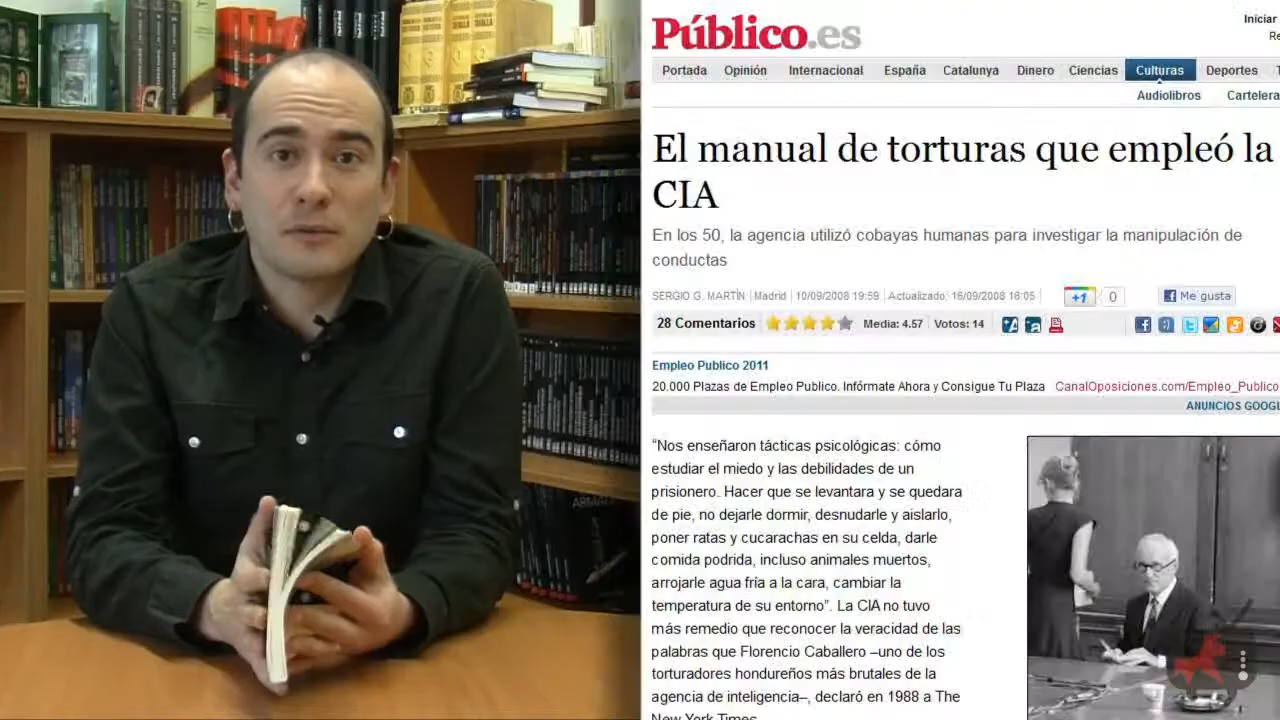 Público.es
Iniciar
Re
Portada Opinión Internacional España Catalunya Dinero Ciencias Culturas Deportes
Audiolibros Cartelera
El manual de torturas que empleó la
CIA
En los 50, la agencia utilizó cobayas humanas para investigar la manipulación de
conductas
SERGIO G. MARTÍN | Madrid | 10/09/2008 19:59 | Actualizado: 16/09/2008 16:05
+1 0 Me gusta
28 Comentarios Media: 4.57 Votos: 14
Empleo Publico 2011
20.000 Plazas de Empleo Publico. Infórmate Ahora y Consigue Tu Plaza CanalOposiciones.com/Empleo_Publico
ANUNCIOS GOOGL
“Nos enseñaron tácticas psicológicas: cómo
estudiar el miedo y las debilidades de un
prisionero. Hacer que se levantara y se quedara
de pie, no dejarle dormir, desnudarle y aislarlo,
poner ratas y cucarachas en su celda, darle
comida podrida, incluso animales muertos,
arrojarle agua fría a la cara, cambiar la
temperatura de su entorno”. La CIA no tuvo
más remedio que reconocer la veracidad de las
palabras que Florencio Caballero –uno de los
torturadores hondureños más brutales de la
agencia de inteligencia–, declaró en 1988 a The
New York Times